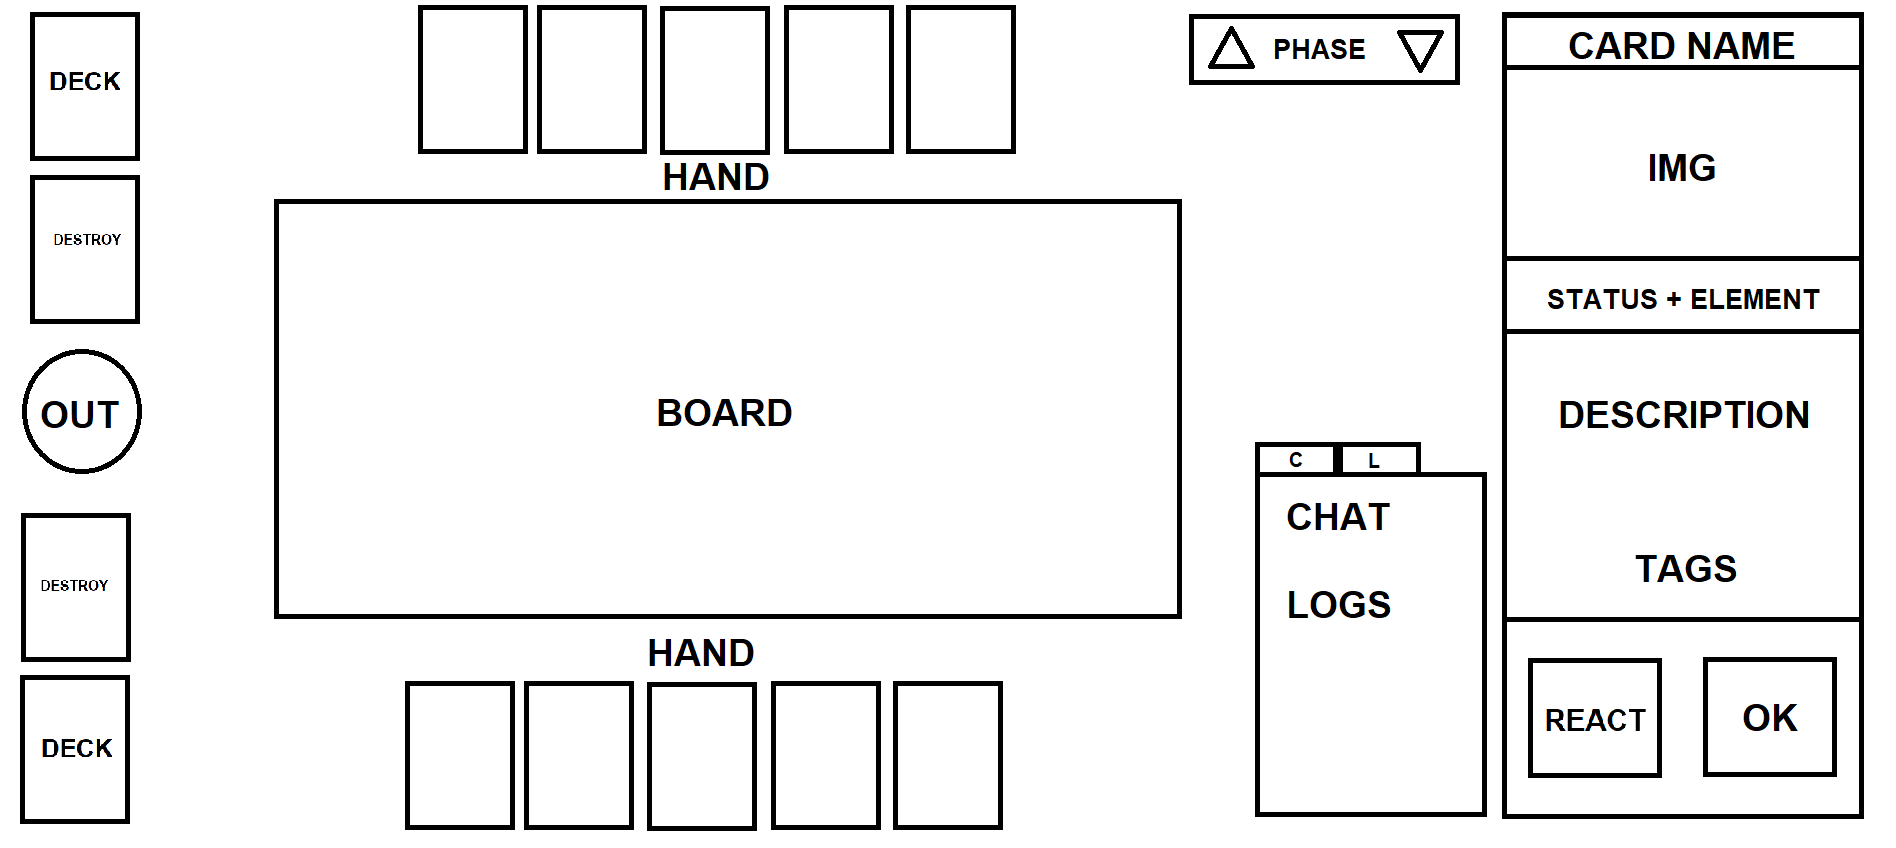 DECK
DESTROY
OUT
DESTROY
DECK
HAND
BOARD
HAND
PHASE
C
L
CHAT
LOGS
CARD NAME
IMG
STATUS + ELEMENT
DESCRIPTION
TAGS
REACT
OK